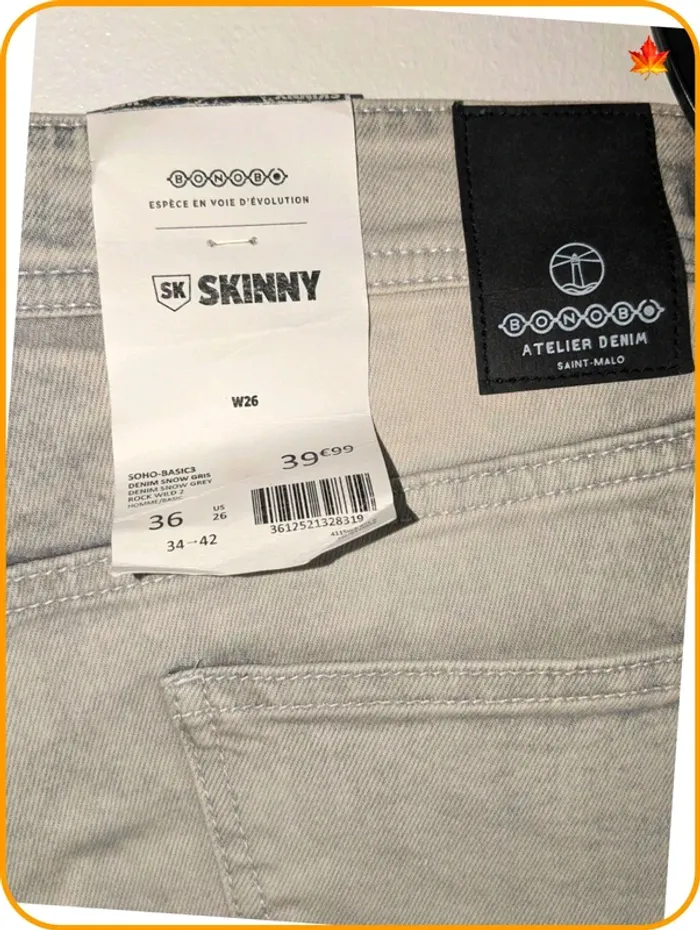 BONOBO
ESPÈCE EN VOIE D'ÉVOLUTION
SK SKINNY
W26
39€99
SOHO-BASIC3
DENIM SNOW GRIS
DENIM SNOW GREY
ROCK WILD 2
HOMME/BASIC
36 US 26
34→42
3612521328319
BONOBO
ATELIER DENIM
SAINT-MALO